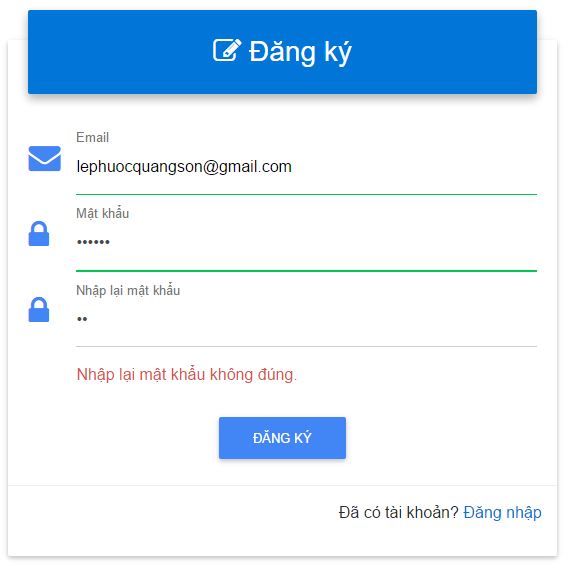 Đăng ký
Email
lephuocquangson@gmail.com
Mật khẩu
••••••
Nhập lại mật khẩu
••
Nhập lại mật khẩu không đúng.
ĐĂNG KÝ
Đã có tài khoản? Đăng nhập